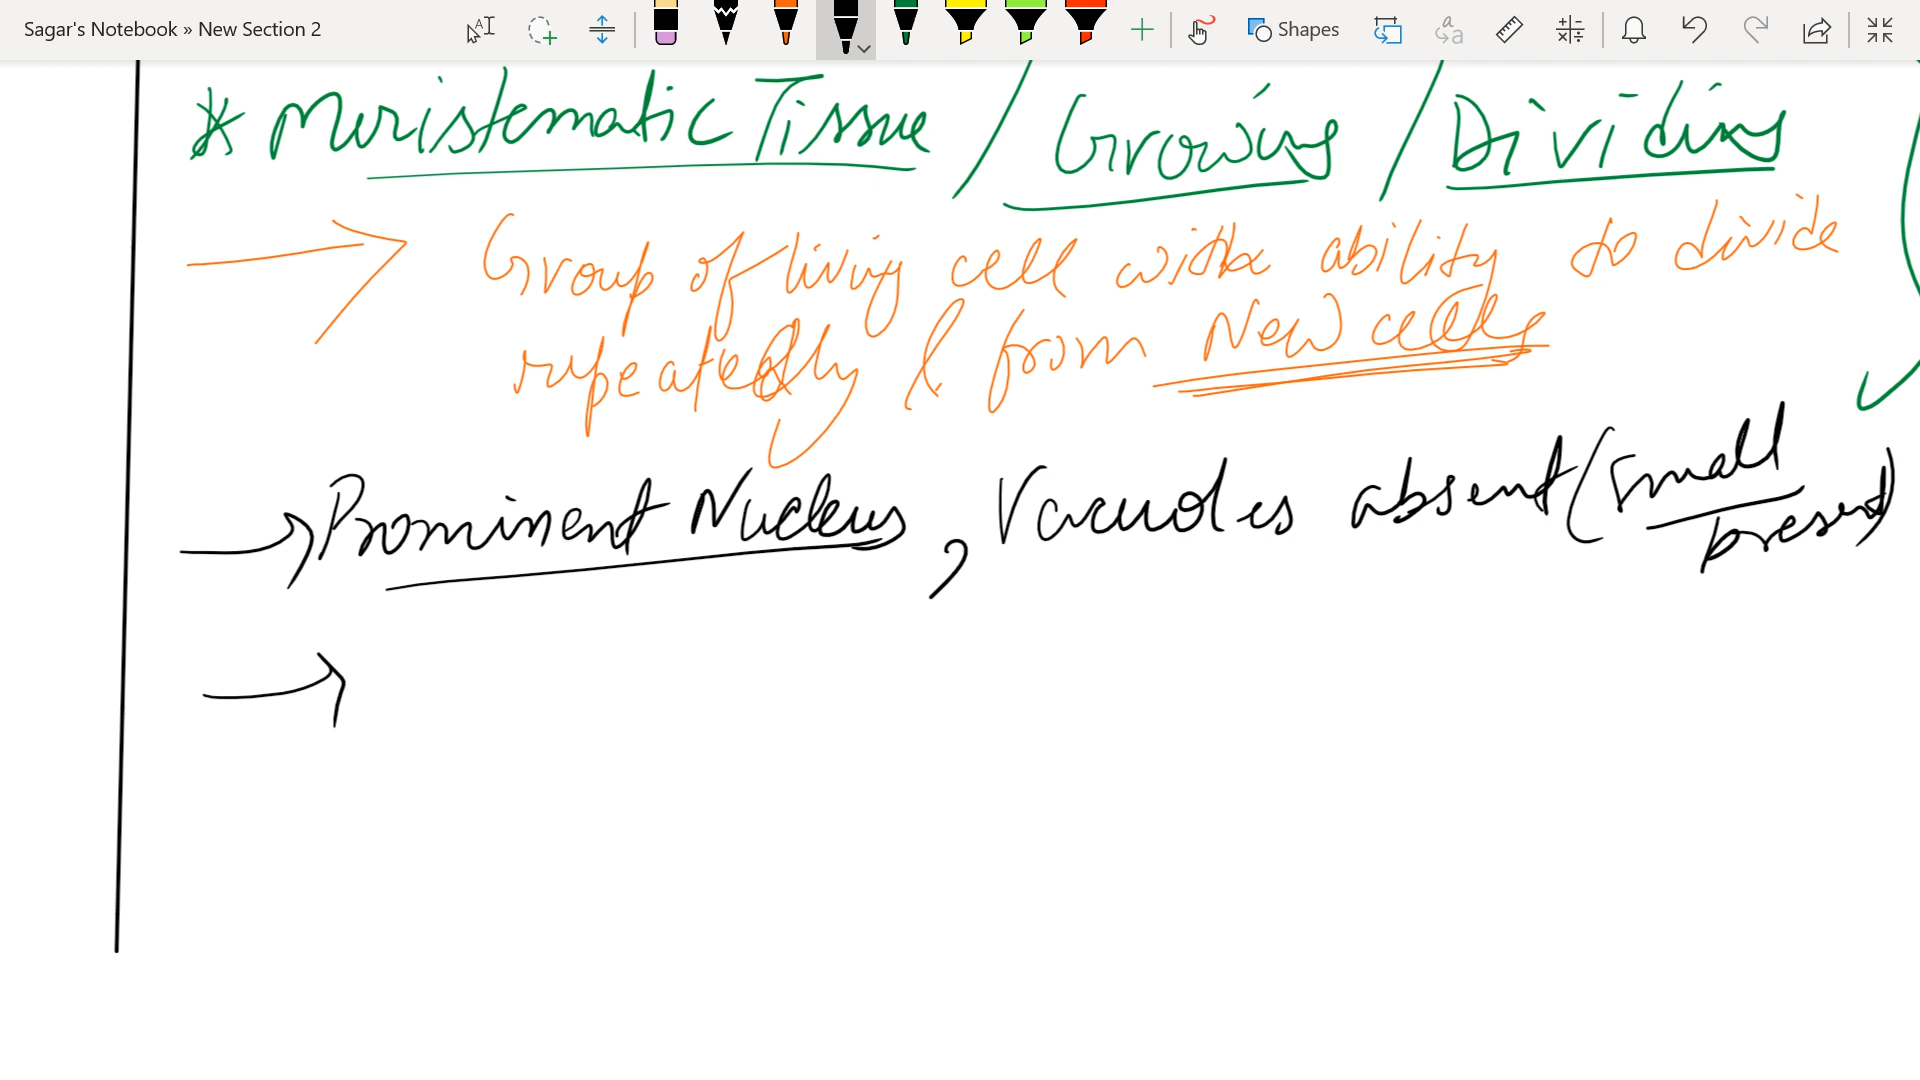 Sagar's Notebook » New Section 2
Shapes
* Meristematic Tissue / Growing / Dividing
→ Group of living cell with ability to divide
repeatedly & from New cells
→ Prominent Nucleus, Vacuoles absent (small
present)
→